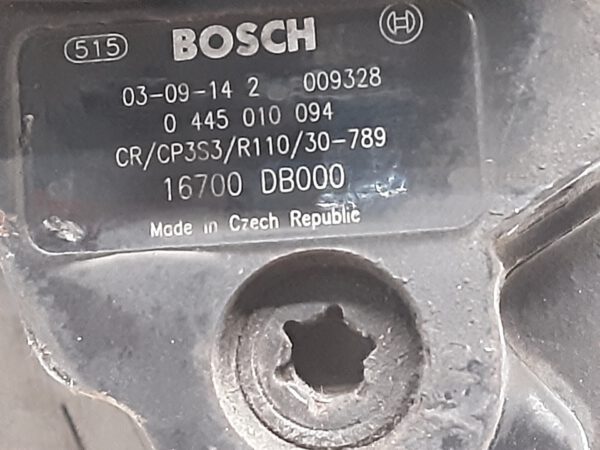 515 BOSCH
03-09-14 2 009328
0 445 010 094
CR/CP3S3/R110/30-789
16700 DB000
Made in Czech Republic